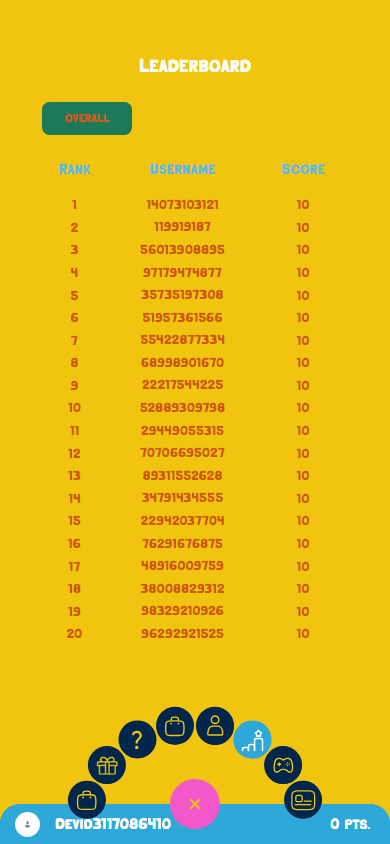 Leaderboard
OVERALL
Rank Username Score
1 14073103121 10
2 119919187 10
3 56013908895 10
4 97179474877 10
5 35735197308 10
6 51957361566 10
7 55422877334 10
8 68998901670 10
9 22217544225 10
10 52889309798 10
11 29449055315 10
12 70706695027 10
13 89311552628 10
14 34791434555 10
15 22942037704 10
16 76291676875 10
17 48916009759 10
18 38008829312 10
19 98329210926 10
20 96292921525 10
?
Devid3117086410 0 pts.